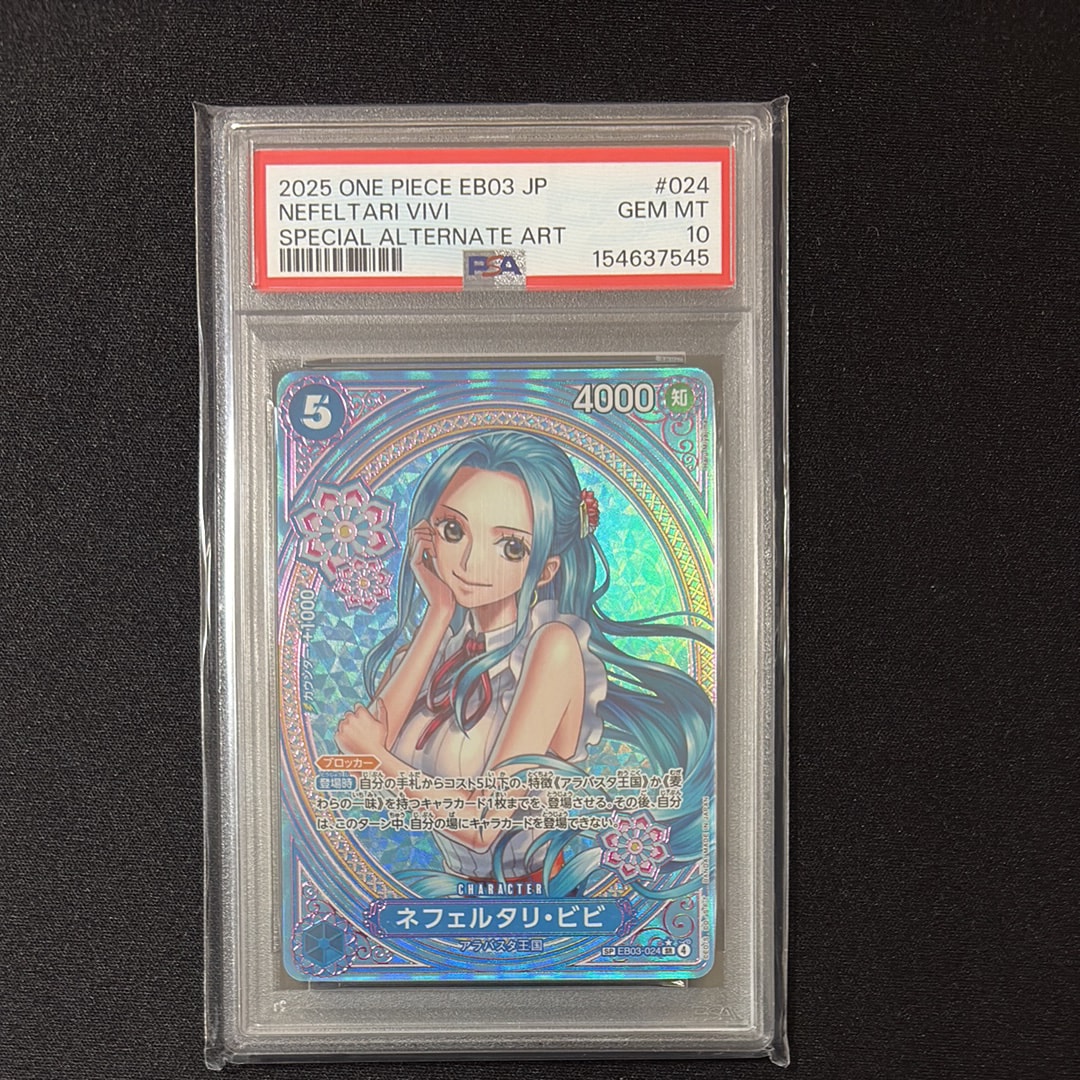 2025 ONE PIECE EB03 JP #024
NEFELTARI VIVI GEM MT
SPECIAL ALTERNATE ART 10
PSA 154637545
5 4000 知
カウンター +1000
ブロッカー
登場時 自分の手札からコスト5以下の、特徴《アラバスタ王国》か《麦
わらの一味》を持つキャラカード1枚までを、登場させる。その後、自分
は、このターン中、自分の場にキャラカードを登場できない。
CHARACTER
ネフェルタリ・ビビ
アラバスタ王国
SP EB03-024 SR 4